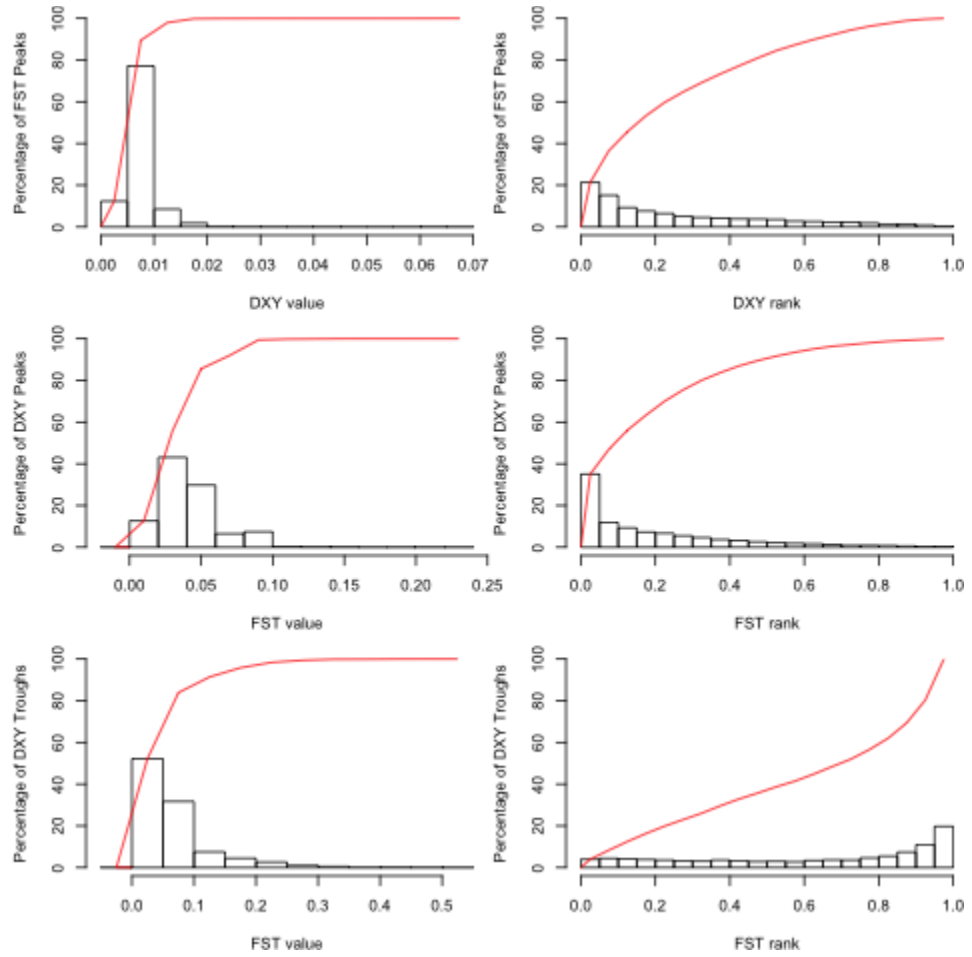 Percentage of FST Peaks
0 20 40 60 80 100
0.00 0.01 0.02 0.03 0.04 0.05 0.06 0.07
DXY value
Percentage of FST Peaks
0 20 40 60 80 100
0.0 0.2 0.4 0.6 0.8 1.0
DXY rank
Percentage of DXY Peaks
0 20 40 60 80 100
0.00 0.05 0.10 0.15 0.20 0.25
FST value
Percentage of DXY Peaks
0 20 40 60 80 100
0.0 0.2 0.4 0.6 0.8 1.0
FST rank
Percentage of DXY Troughs
0 20 40 60 80 100
0.0 0.1 0.2 0.3 0.4 0.5
FST value
Percentage of DXY Troughs
0 20 40 60 80 100
0.0 0.2 0.4 0.6 0.8 1.0
FST rank